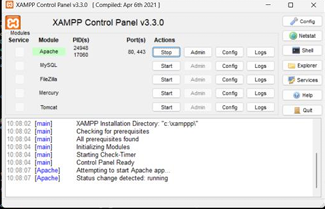 XAMPP Control Panel v3.3.0 [ Compiled: Apr 6th 2021 ]
XAMPP Control Panel v3.3.0
Modules
Service Module PID(s) Port(s) Actions
Apache 24948 17060 80, 443 Stop Admin Config Logs
MySQL Start Admin Config Logs
FileZilla Start Admin Config Logs
Mercury Start Admin Config Logs
Tomcat Start Admin Config Logs
Config
Netstat
Shell
Explorer
Services
Help
Quit
10:08:02 [main] XAMPP Installation Directory: "c:\xampp\"
10:08:02 [main] Checking for prerequisites
10:08:02 [main] All prerequisites found
10:08:04 [main] Initializing Modules
10:08:04 [main] Starting Check-Timer
10:08:04 [main] Control Panel Ready
10:08:07 [Apache] Attempting to start Apache app...
10:08:07 [Apache] Status change detected: running